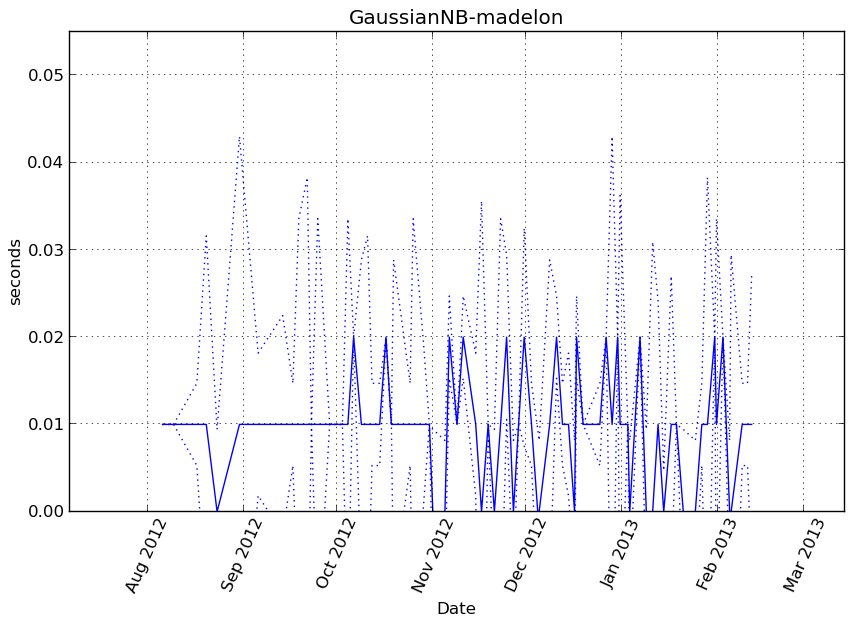 GaussianNB-madelon
0.05
0.04
0.03
0.02
0.01
0.00
seconds
Aug 2012
Sep 2012
Oct 2012
Nov 2012
Dec 2012
Jan 2013
Feb 2013
Mar 2013
Date